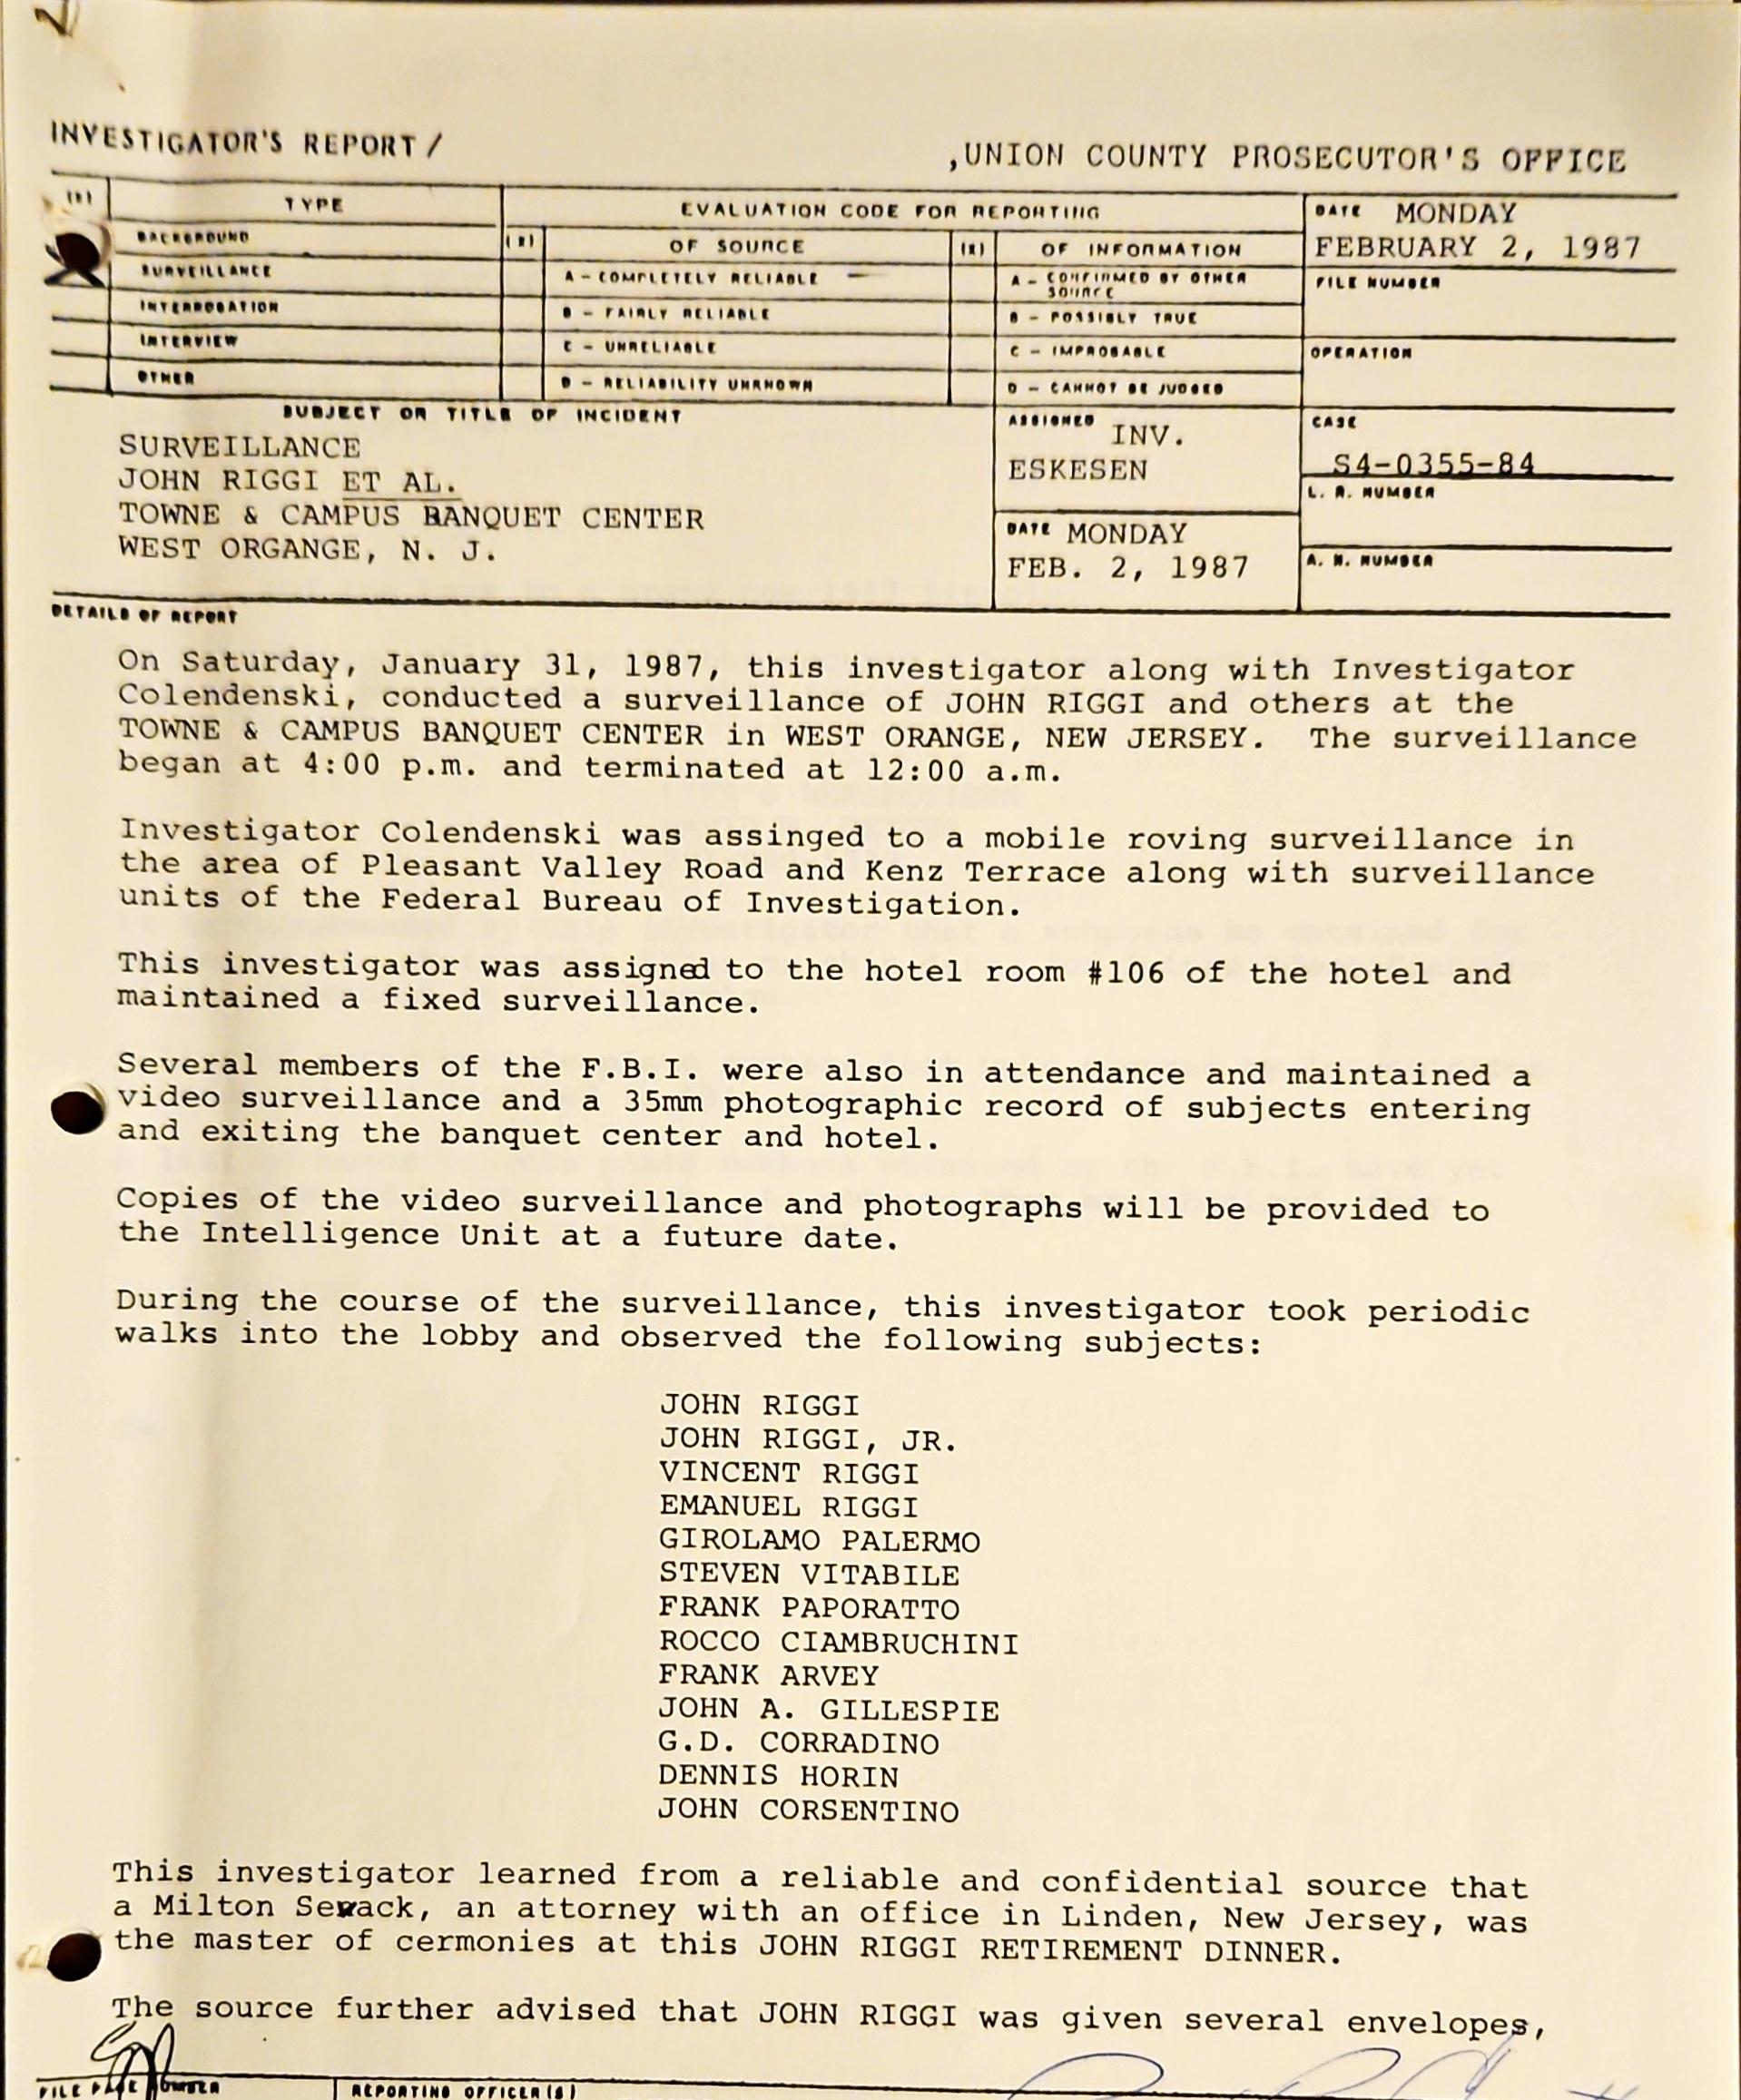 INVESTIGATOR'S REPORT /
,UNION COUNTY PROSECUTOR'S OFFICE
(X) TYPE EVALUATION CODE FOR REPORTING DATE MONDAY
FEBRUARY 2, 1987
BACKGROUND (X) OF SOURCE (X) OF INFORMATION
SURVEILLANCE A - COMPLETELY RELIABLE A - CONFIRMED BY OTHER SOURCE FILE NUMBER
INTERROGATION B - FAIRLY RELIABLE B - POSSIBLY TRUE
INTERVIEW C - UNRELIABLE C - IMPROBABLE OPERATION
OTHER D - RELIABILITY UNKNOWN D - CANNOT BE JUDGED
SUBJECT OR TITLE OF INCIDENT ASSIGNED INV. CASE
SURVEILLANCE
JOHN RIGGI ET AL. ESKESEN S4-0355-84
TOWNE & CAMPUS BANQUET CENTER L. R. NUMBER
WEST ORGANGE, N. J. DATE MONDAY
FEB. 2, 1987 A. N. NUMBER
DETAILS OF REPORT
On Saturday, January 31, 1987, this investigator along with Investigator
Colendenski, conducted a surveillance of JOHN RIGGI and others at the
TOWNE & CAMPUS BANQUET CENTER in WEST ORANGE, NEW JERSEY. The surveillance
began at 4:00 p.m. and terminated at 12:00 a.m.
Investigator Colendenski was assinged to a mobile roving surveillance in
the area of Pleasant Valley Road and Kenz Terrace along with surveillance
units of the Federal Bureau of Investigation.
This investigator was assigned to the hotel room #106 of the hotel and
maintained a fixed surveillance.
Several members of the F.B.I. were also in attendance and maintained a
video surveillance and a 35mm photographic record of subjects entering
and exiting the banquet center and hotel.
Copies of the video surveillance and photographs will be provided to
the Intelligence Unit at a future date.
During the course of the surveillance, this investigator took periodic
walks into the lobby and observed the following subjects:
JOHN RIGGI
JOHN RIGGI, JR.
VINCENT RIGGI
EMANUEL RIGGI
GIROLAMO PALERMO
STEVEN VITABILE
FRANK PAPORATTO
ROCCO CIAMBRUCHINI
FRANK ARVEY
JOHN A. GILLESPIE
G.D. CORRADINO
DENNIS HORIN
JOHN CORSENTINO
This investigator learned from a reliable and confidential source that
a Milton Sewack, an attorney with an office in Linden, New Jersey, was
the master of cermonies at this JOHN RIGGI RETIREMENT DINNER.
The source further advised that JOHN RIGGI was given several envelopes,
FILE PAGE NUMBER REPORTING OFFICER(S)